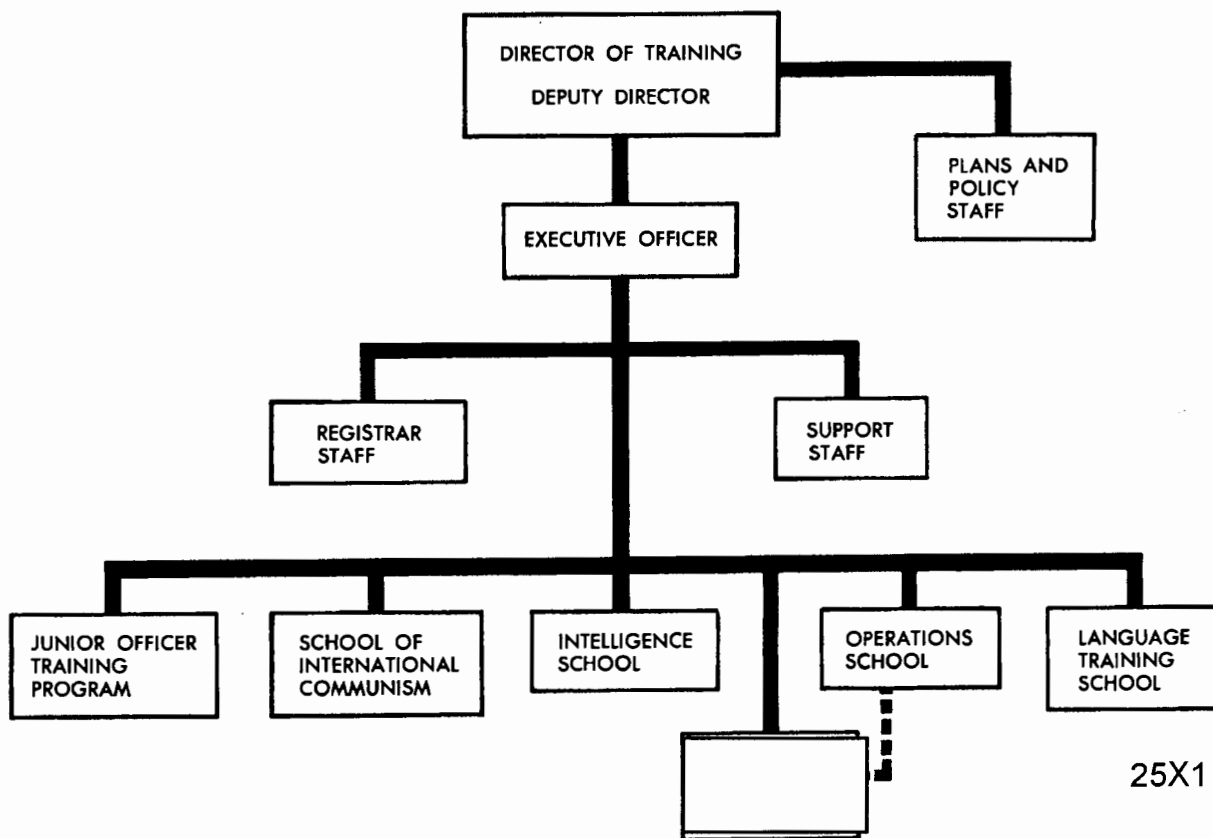 DIRECTOR OF TRAINING
DEPUTY DIRECTOR
PLANS AND
POLICY
STAFF
EXECUTIVE OFFICER
REGISTRAR
STAFF
SUPPORT
STAFF
JUNIOR OFFICER
TRAINING
PROGRAM
SCHOOL OF
INTERNATIONAL
COMMUNISM
INTELLIGENCE
SCHOOL
OPERATIONS
SCHOOL
LANGUAGE
TRAINING
SCHOOL
25X1